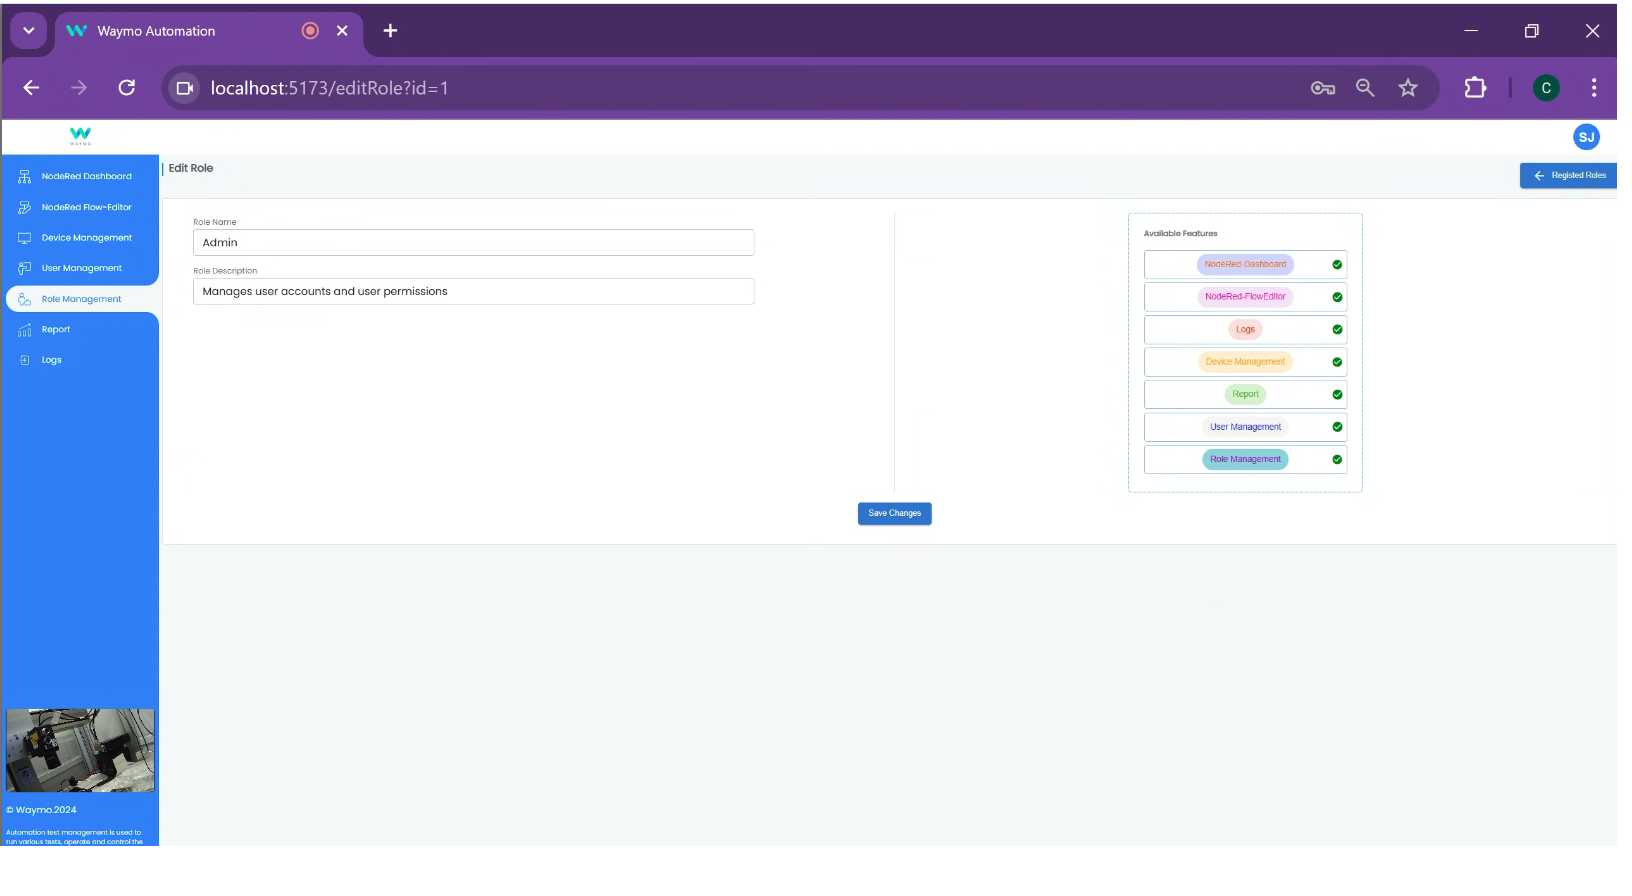 Waymo Automation
localhost:5173/editRole?id=1
C
WAYMO
SJ
NodeRed Dashboard
NodeRed Flow-Editor
Device Management
User Management
Role Management
Report
Logs
Edit Role
Registed Roles
Role Name
Admin
Role Description
Manages user accounts and user permissions
Available Features
NodeRed-Dashboard
NodeRed-FlowEditor
Logs
Device Management
Report
User Management
Role Management
Save Changes
© Waymo.2024
Automation test management is used to
run various tests, operate and control the